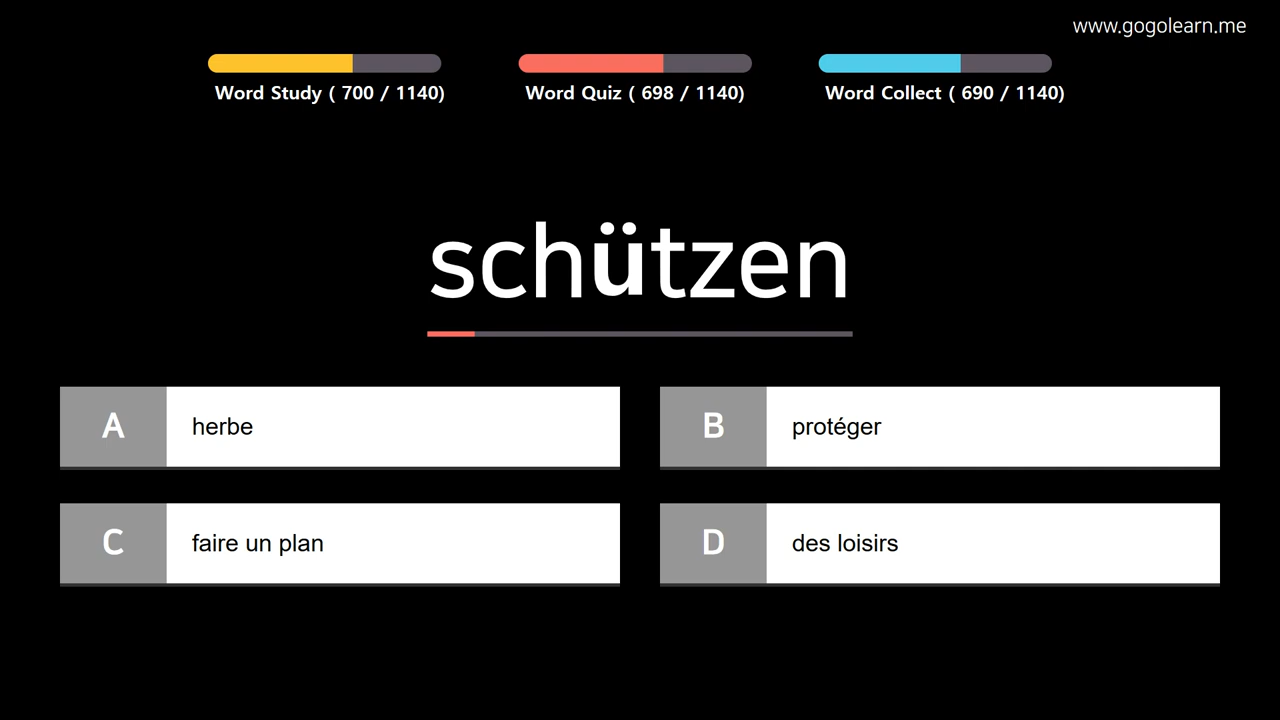 www.gogolearn.me
Word Study ( 700 / 1140)
Word Quiz ( 698 / 1140)
Word Collect ( 690 / 1140)
schützen
A herbe
B protéger
C faire un plan
D des loisirs